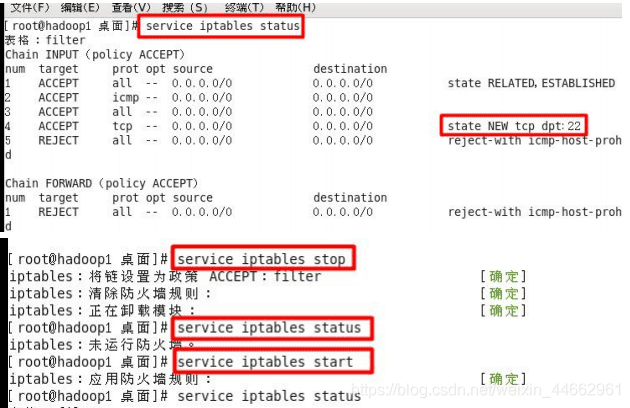 文件(F) 编辑(E) 查看(V) 搜索 (S) 终端(T) 帮助(H)
[root@hadoop1 桌面]# service iptables status
表格：filter
Chain INPUT (policy ACCEPT)
num target prot opt source destination
1 ACCEPT all -- 0.0.0.0/0 0.0.0.0/0 state RELATED,ESTABLISHED
2 ACCEPT icmp -- 0.0.0.0/0 0.0.0.0/0
3 ACCEPT all -- 0.0.0.0/0 0.0.0.0/0
4 ACCEPT tcp -- 0.0.0.0/0 0.0.0.0/0 state NEW tcp dpt:22
5 REJECT all -- 0.0.0.0/0 0.0.0.0/0 reject-with icmp-host-proh
d
Chain FORWARD (policy ACCEPT)
num target prot opt source destination
1 REJECT all -- 0.0.0.0/0 0.0.0.0/0 reject-with icmp-host-proh
d
[root@hadoop1 桌面]# service iptables stop
iptables：将链设置为政策 ACCEPT：filter [确定]
iptables：清除防火墙规则： [确定]
iptables：正在卸载模块： [确定]
[root@hadoop1 桌面]# service iptables status
iptables：未运行防火墙。
[root@hadoop1 桌面]# service iptables start
iptables：应用防火墙规则： [确定]
[root@hadoop1 桌面]# service iptables status
https://blog.csdn.net/weixin_44662961